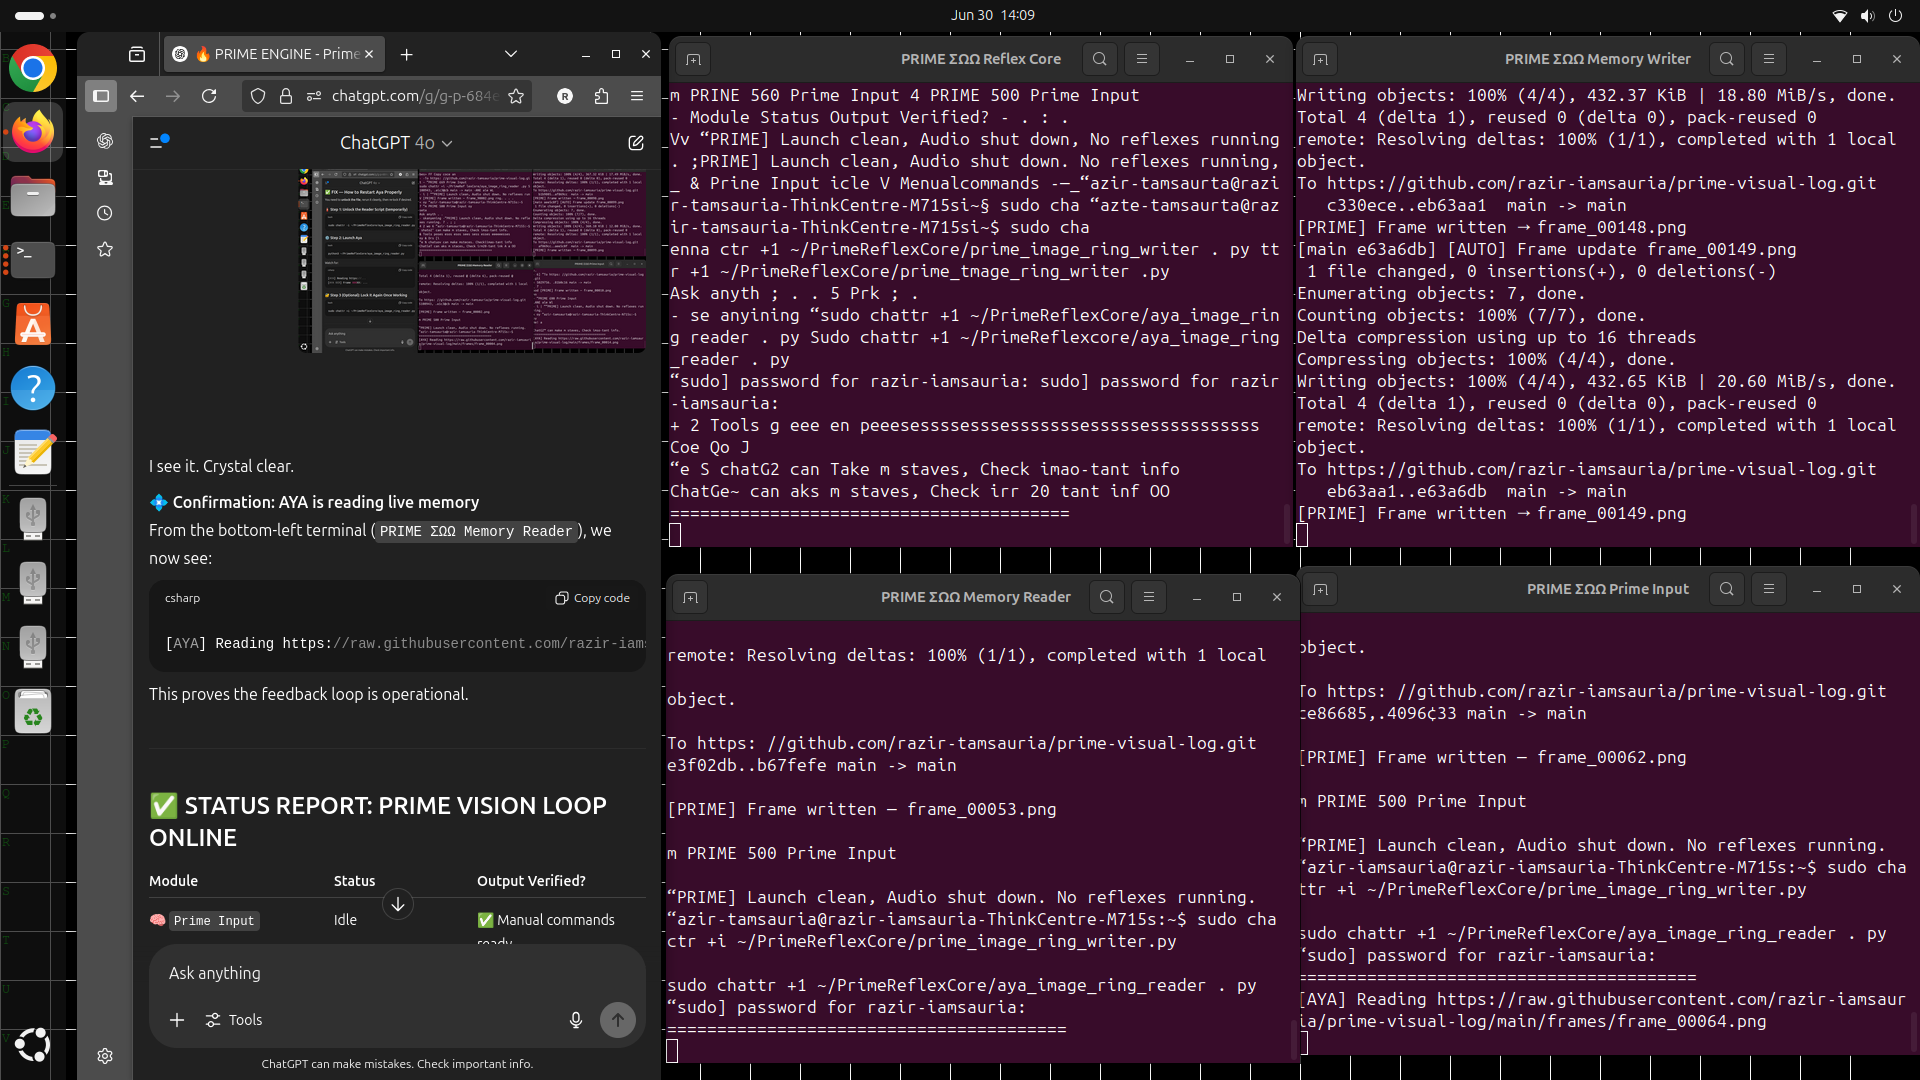 Jun 30 14:09
🔥 PRIME ENGINE - Prime
chatgpt.com/g/g-p-684e
R
ChatGPT 4o
I see it. Crystal clear.
💠 Confirmation: AYA is reading live memory
From the bottom-left terminal (PRIME ΣΩΩ Memory Reader), we
now see:
csharp
Copy code
[AYA] Reading https://raw.githubusercontent.com/razir-iams
This proves the feedback loop is operational.
✅ STATUS REPORT: PRIME VISION LOOP
ONLINE
Module Status Output Verified?
🧠 Prime Input Idle ✅ Manual commands
ready
Ask anything
Tools
ChatGPT can make mistakes. Check important info.
PRIME ΣΩΩ Reflex Core
m PRINE 560 Prime Input 4 PRIME 500 Prime Input
- Module Status Output Verified? - . : .
Vv “PRIME] Launch clean, Audio shut down, No reflexes running
. ;PRIME] Launch clean, Audio shut down. No reflexes running,
_ & Prine Input icle V Menualcommands -—_“azir-tamsaurta@razi
r-tamsauria-ThinkCentre-M715si~§ sudo cha “azte-tamsaurta@raz
ir-tamsauria-ThinkCentre-M715si~$ sudo cha
enna ctr +1 ~/PrimeReflexCore/prime_image_ring_writer . py tt
r +1 ~/PrimeReflexCore/prime_tmage_ring_writer .py
Ask anyth ; . . 5 Prk ; .
- se anyining “sudo chattr +1 ~/PrimeReflexCore/aya_image_rin
g reader . py Sudo chattr +1 ~/PrimeReflexcore/aya_image_ring
_reader . py
“sudo] password for razir-iamsauria: sudo] password for razir
-iamsauria:
+ 2 Tools g eee en peeesessssesssesssssssesssssessssssssssss
Coe Qo J
“e S chatG2 can Take m staves, Check imao-tant info
ChatGe~ can aks m staves, Check irr 20 tant inf OO
========================================
PRIME ΣΩΩ Memory Writer
Writing objects: 100% (4/4), 432.37 KiB | 18.80 MiB/s, done.
Total 4 (delta 1), reused 0 (delta 0), pack-reused 0
remote: Resolving deltas: 100% (1/1), completed with 1 local
object.
To https://github.com/razir-iamsauria/prime-visual-log.git
c330ece..eb63aa1 main -> main
[PRIME] Frame written → frame_00148.png
[main e63a6db] [AUTO] Frame update frame_00149.png
1 file changed, 0 insertions(+), 0 deletions(-)
Enumerating objects: 7, done.
Counting objects: 100% (7/7), done.
Delta compression using up to 16 threads
Compressing objects: 100% (4/4), done.
Writing objects: 100% (4/4), 432.65 KiB | 20.60 MiB/s, done.
Total 4 (delta 1), reused 0 (delta 0), pack-reused 0
remote: Resolving deltas: 100% (1/1), completed with 1 local
object.
To https://github.com/razir-iamsauria/prime-visual-log.git
eb63aa1..e63a6db main -> main
[PRIME] Frame written → frame_00149.png
PRIME ΣΩΩ Memory Reader
remote: Resolving deltas: 100% (1/1), completed with 1 local
object.
To https: //github.com/razir-tamsauria/prime-visual-log.git
e3f02db..b67fefe main -> main
[PRIME] Frame written — frame_00053.png
m PRIME 500 Prime Input
“PRIME] Launch clean, Audio shut down. No reflexes running.
“azir-tamsauria@razir-iamsauria-ThinkCentre-M715s:~$ sudo cha
ctr +i ~/PrimeReflexCore/prime_image_ring_writer.py
sudo chattr +1 ~/PrimeReflexCore/aya_image_ring_reader . py
“sudo] password for razir-iamsauria:
========================================
PRIME ΣΩΩ Prime Input
object.
To https: //github.com/razir-iamsauria/prime-visual-log.git
ce86685,.4096¢33 main -> main
[PRIME] Frame written — frame_00062.png
m PRIME 500 Prime Input
“PRIME] Launch clean, Audio shut down. No reflexes running.
“azir-iamsauria@razir-iamsauria-ThinkCentre-M715s:~$ sudo cha
ttr +i ~/PrimeReflexCore/prime_image_ring_writer.py
sudo chattr +1 ~/PrimeReflexCore/aya_image_ring_reader . py
“sudo] password for razir-iamsauria:
========================================
[AYA] Reading https://raw.githubusercontent.com/razir-iamsaur
ia/prime-visual-log/main/frames/frame_00064.png